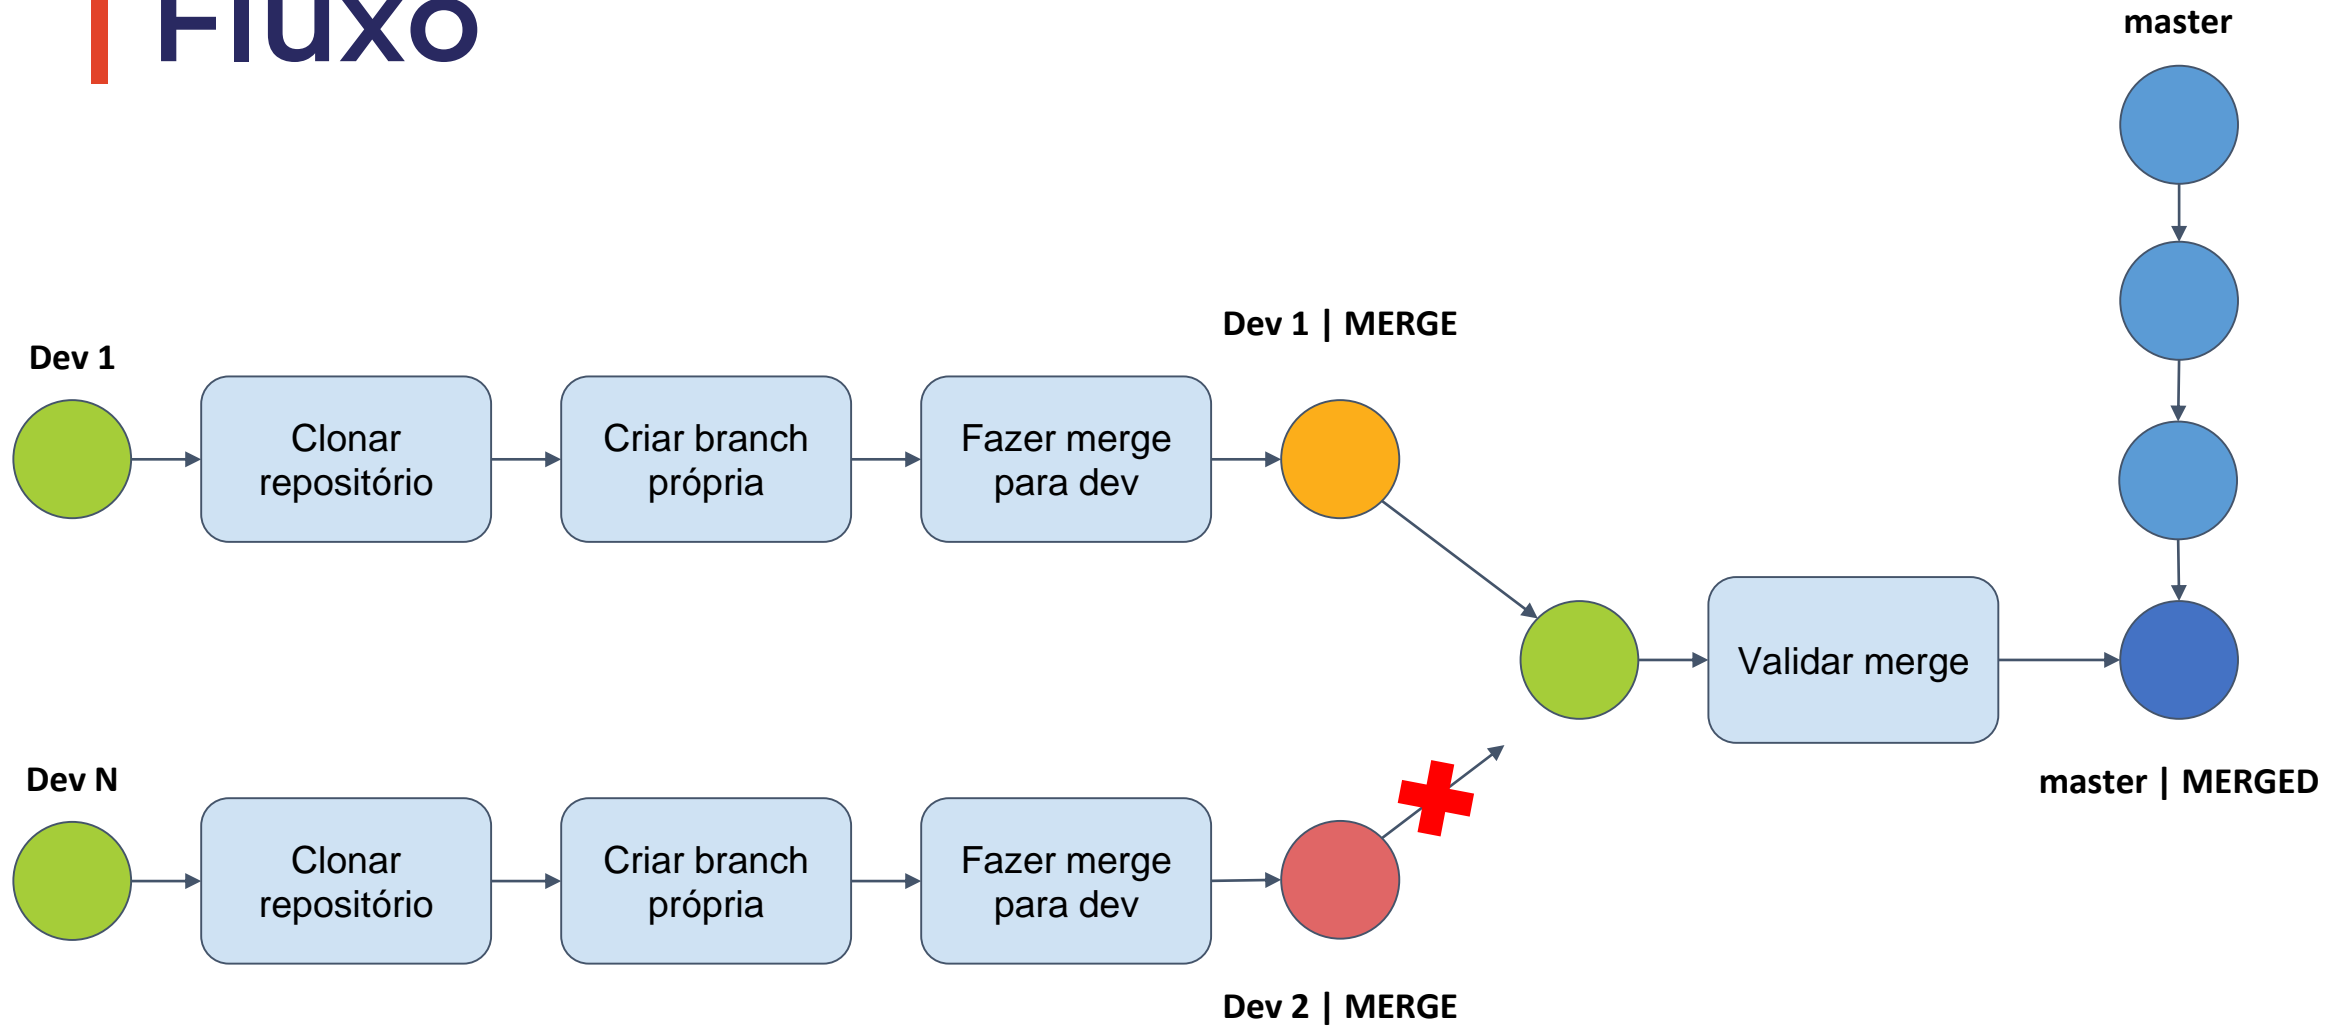 Fluxo
master
Dev 1 | MERGE
Dev 1
Clonar
repositório
Criar branch
própria
Fazer merge
para dev
Validar merge
Dev N
master | MERGED
Clonar
repositório
Criar branch
própria
Fazer merge
para dev
Dev 2 | MERGE